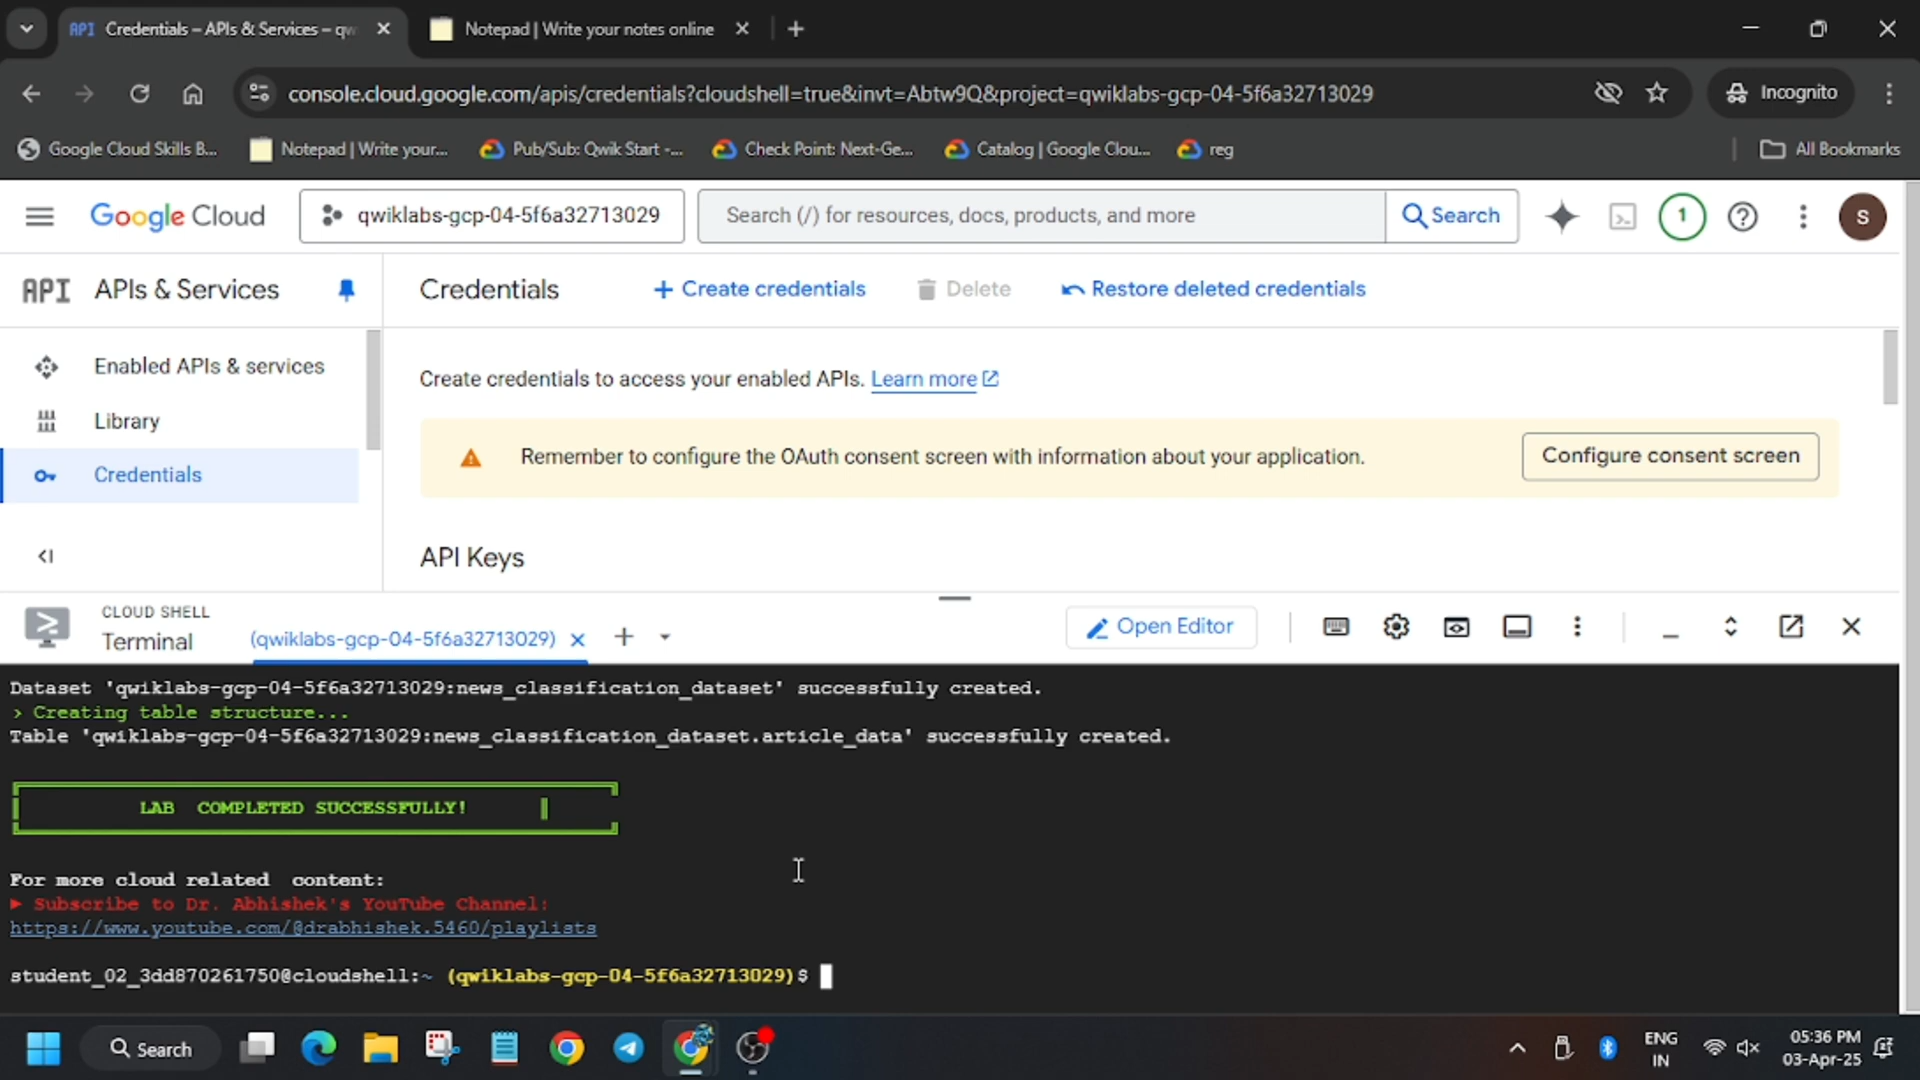 API Credentials – APIs & Services – qw
Notepad | Write your notes online
console.cloud.google.com/apis/credentials?cloudshell=true&invt=Abtw9Q&project=qwiklabs-gcp-04-5f6a32713029
Incognito
Google Cloud Skills B...
Notepad | Write your...
Pub/Sub: Qwik Start -...
Check Point: Next-Ge...
Catalog | Google Clou...
reg
All Bookmarks
Google Cloud
qwiklabs-gcp-04-5f6a32713029
Search (/) for resources, docs, products, and more
Search
1
S
API APIs & Services
Credentials
+ Create credentials
Delete
Restore deleted credentials
Enabled APIs & services
Library
Credentials
Create credentials to access your enabled APIs. Learn more
Remember to configure the OAuth consent screen with information about your application.
Configure consent screen
API Keys
CLOUD SHELL
Terminal
(qwiklabs-gcp-04-5f6a32713029)
Open Editor
Dataset 'qwiklabs-gcp-04-5f6a32713029:news_classification_dataset' successfully created.
› Creating table structure...
Table 'qwiklabs-gcp-04-5f6a32713029:news_classification_dataset.article_data' successfully created.
LAB COMPLETED SUCCESSFULLY!
For more cloud related content:
► Subscribe to Dr. Abhishek's YouTube Channel:
https://www.youtube.com/@drabhishek.5460/playlists
student_02_3dd870261750@cloudshell:~ (qwiklabs-gcp-04-5f6a32713029)$
Search
ENG
IN
05:36 PM
03-Apr-25